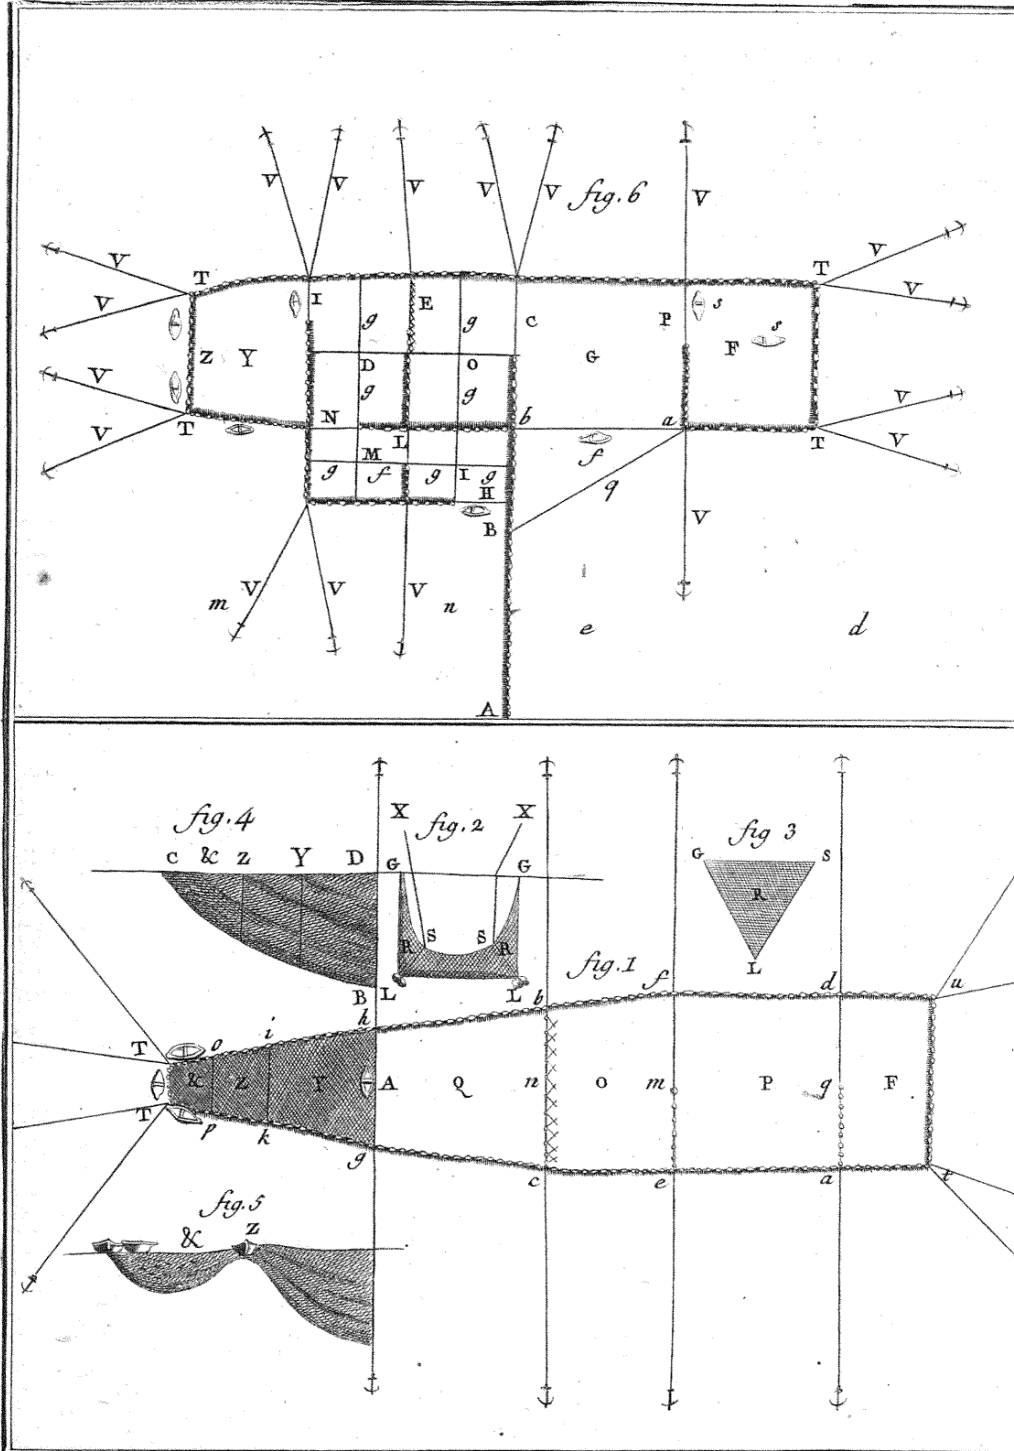 fig. 6
V V V V V V
V V
T T
V I E C P s V
g g s
Z Y D O G F
V g g V
N L b a
T T
V M f V
g f g I g q
H
B V
m V V V n
e d
A
fig. 4 X fig. 2 X fig 3
C & Z Y D G G G S
R
R S S R
L
B L L fig. 1 f d u
h b
i
T o
& Z Y A Q n O m P g F
T
p k
g
c e a t
fig. 5
& Z